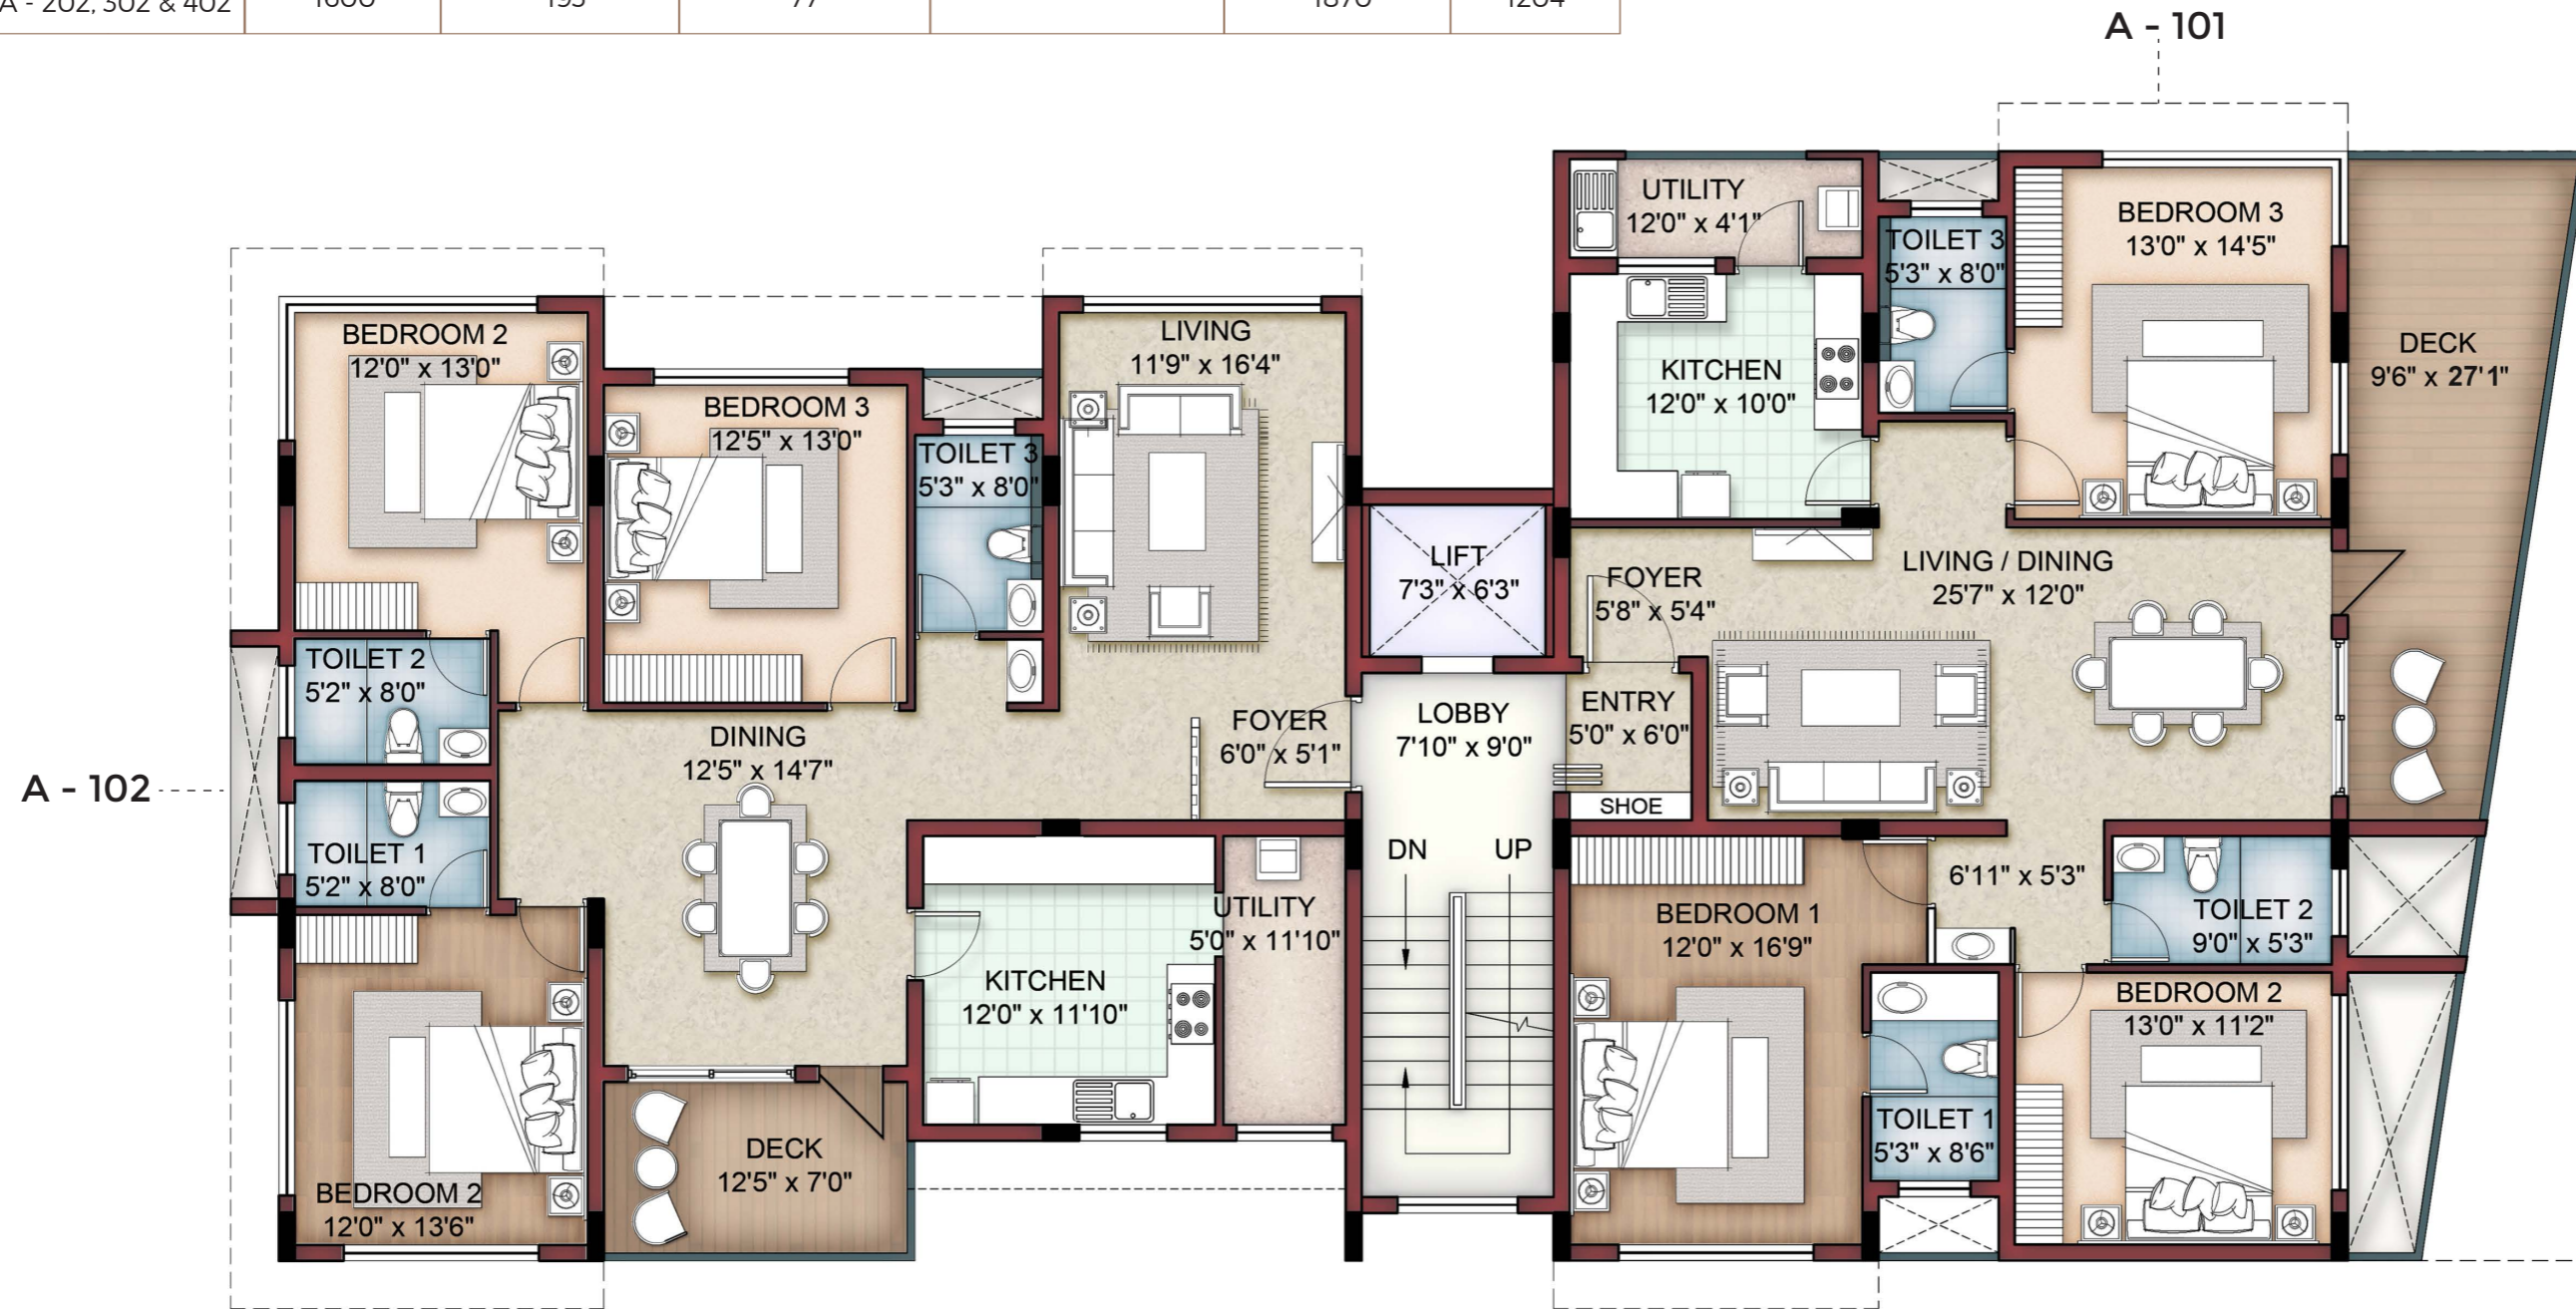 A - 202, 302 & 402 1600 195 77 1870 1204
A - 101
UTILITY
12'0" x 4'1"
TOILET 3
5'3" x 8'0"
BEDROOM 3
13'0" x 14'5"
DECK
9'6" x 27'1"
KITCHEN
12'0" x 10'0"
BEDROOM 2
12'0" x 13'0"
BEDROOM 3
12'5" x 13'0"
TOILET 3
5'3" x 8'0"
LIVING
11'9" x 16'4"
LIFT
7'3" x 6'3"
FOYER
5'8" x 5'4"
LIVING / DINING
25'7" x 12'0"
TOILET 2
5'2" x 8'0"
DINING
12'5" x 14'7"
FOYER
6'0" x 5'1"
LOBBY
7'10" x 9'0"
ENTRY
5'0" x 6'0"
SHOE
A - 102
TOILET 1
5'2" x 8'0"
DN UP
6'11" x 5'3"
UTILITY
5'0" x 11'10"
KITCHEN
12'0" x 11'10"
BEDROOM 1
12'0" x 16'9"
TOILET 2
9'0" x 5'3"
BEDROOM 2
13'0" x 11'2"
TOILET 1
5'3" x 8'6"
DECK
12'5" x 7'0"
BEDROOM 2
12'0" x 13'6"